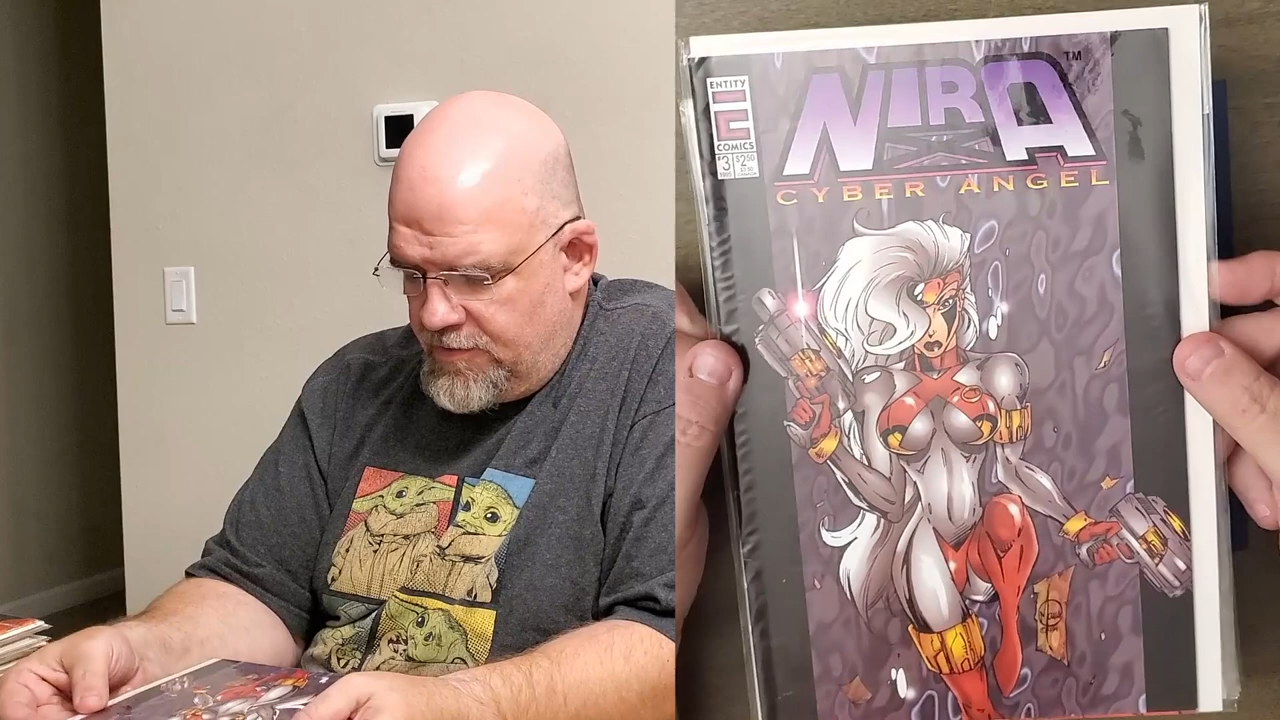 ENTITY
COMICS
#3
$2.50
NIRA X
™
CYBER ANGEL